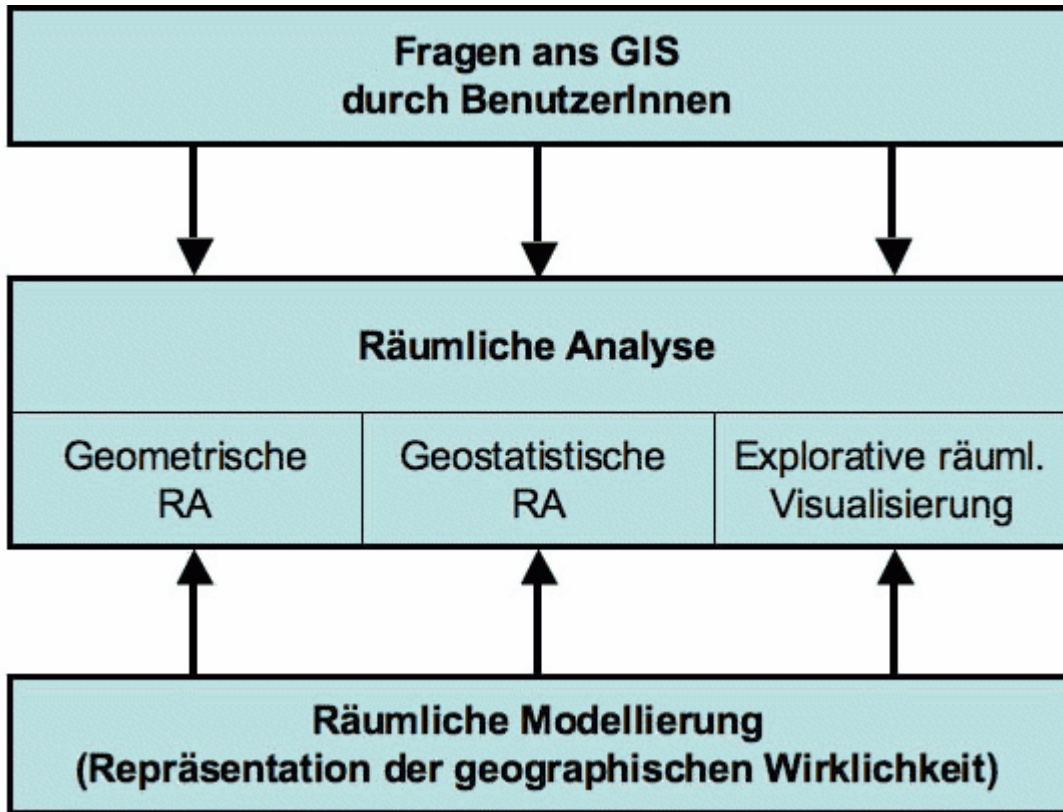 Fragen ans GIS
durch BenutzerInnen
Räumliche Analyse
Geometrische
RA
Geostatistische
RA
Explorative räuml.
Visualisierung
Räumliche Modellierung
(Repräsentation der geographischen Wirklichkeit)